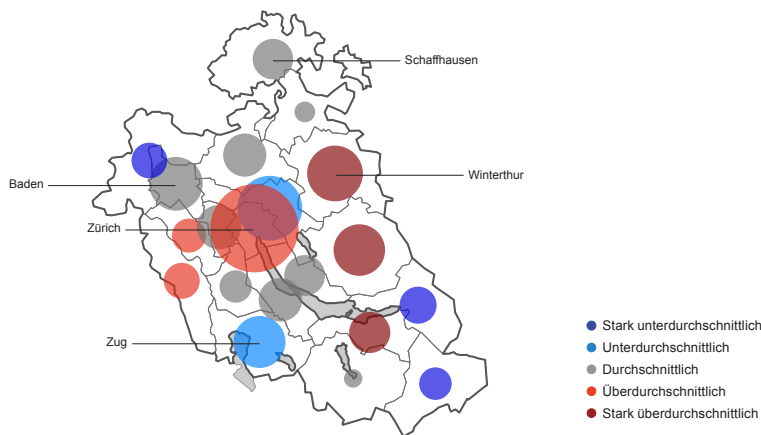 Schaffhausen
Baden
Winterthur
Zürich
Zug
Stark unterdurchschnittlich
Unterdurchschnittlich
Durchschnittlich
Überdurchschnittlich
Stark überdurchschnittlich